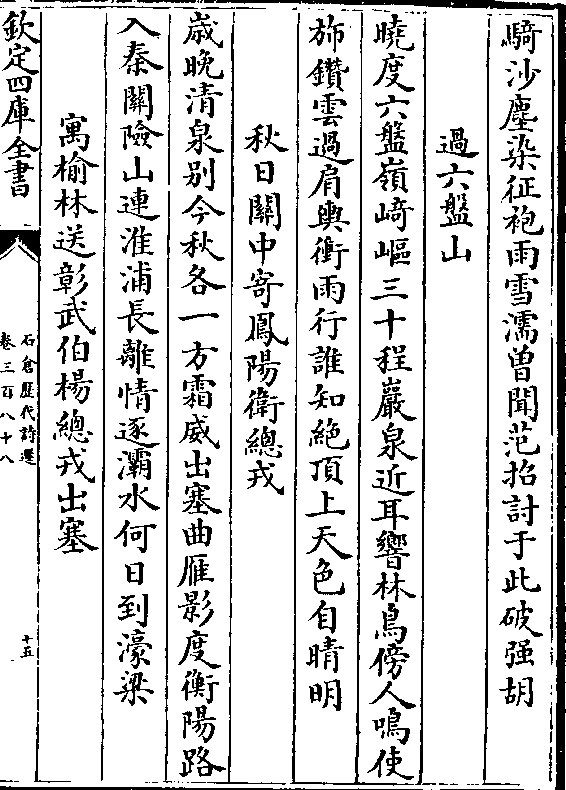 騎沙塵染征袍雨雪濡曽聞范招討于此破强胡
過六盤山
曉度六盤嶺﨑嶇三十程巖泉近耳響林鳥傍人鳴使
斾鑽雲過肩輿衝雨行誰知絶頂上天色自晴明
秋日關中寄鳳陽衛總戎
歳晩清泉别今秋各一方霜威出塞曲雁影度衡陽路
入秦關險山連淮浦長離情逐灞水何日到濠梁
寓榆林送彰武伯楊總戎出塞
欽定四庫全書
石倉歷代詩選
卷三百八十八
十五